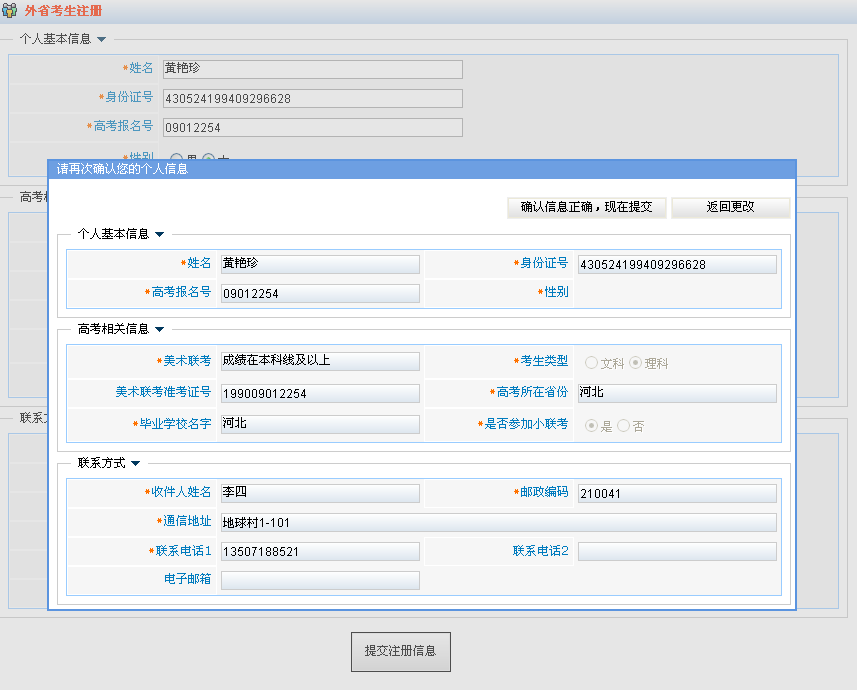 外省考生注册
个人基本信息
*姓名 黄艳珍
*身份证号 430524199409296628
*高考报名号 09012254
*性别
请再次确认您的个人信息
高考相
确认信息正确，现在提交 返回更改
个人基本信息
*姓名 黄艳珍 *身份证号 430524199409296628
*高考报名号 09012254 *性别
高考相关信息
*美术联考 成绩在本科线及以上 *考生类型 文科 理科
美术联考准考证号 199009012254 *高考所在省份 河北
*毕业学校名字 河北 *是否参加小联考 是 否
联系
联系方式
*收件人姓名 李四 *邮政编码 210041
*通信地址 地球村1-101
*联系电话1 13507188521 联系电话2
电子邮箱
提交注册信息